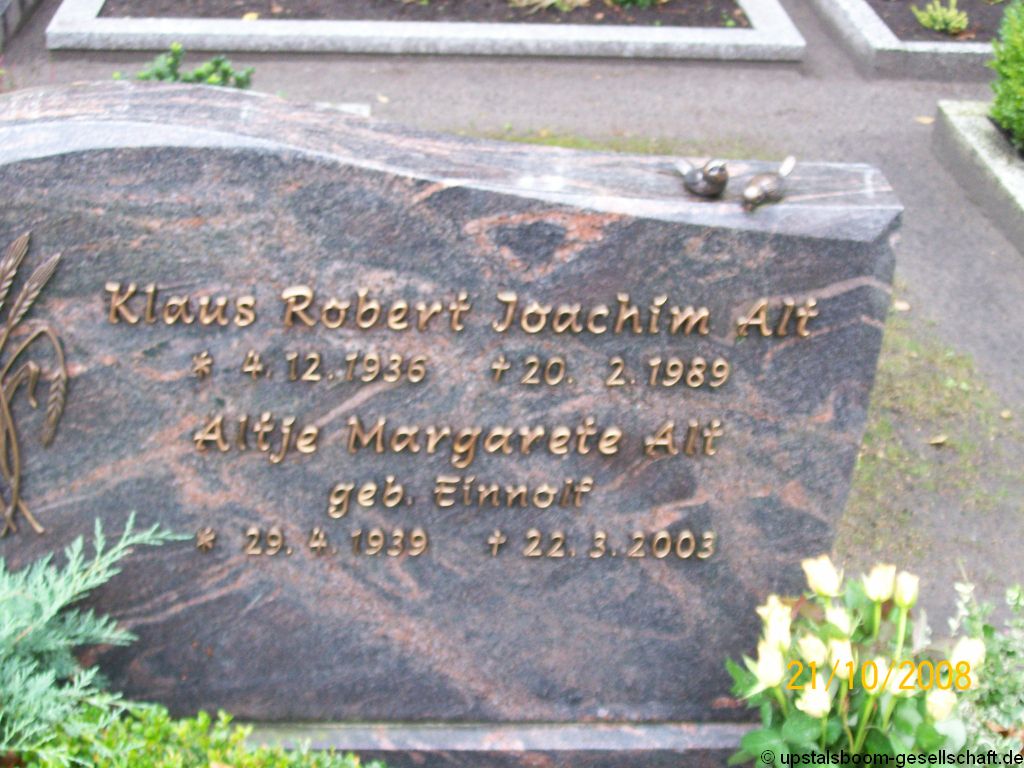 Klaus Robert Joachim Alt
* 4. 12. 1936 † 20. 2. 1989
Altje Margarete Alt
geb. Einnolf
* 29. 4. 1939 † 22. 3. 2003
21/10/2008
© upstalsboom-gesellschaft.de